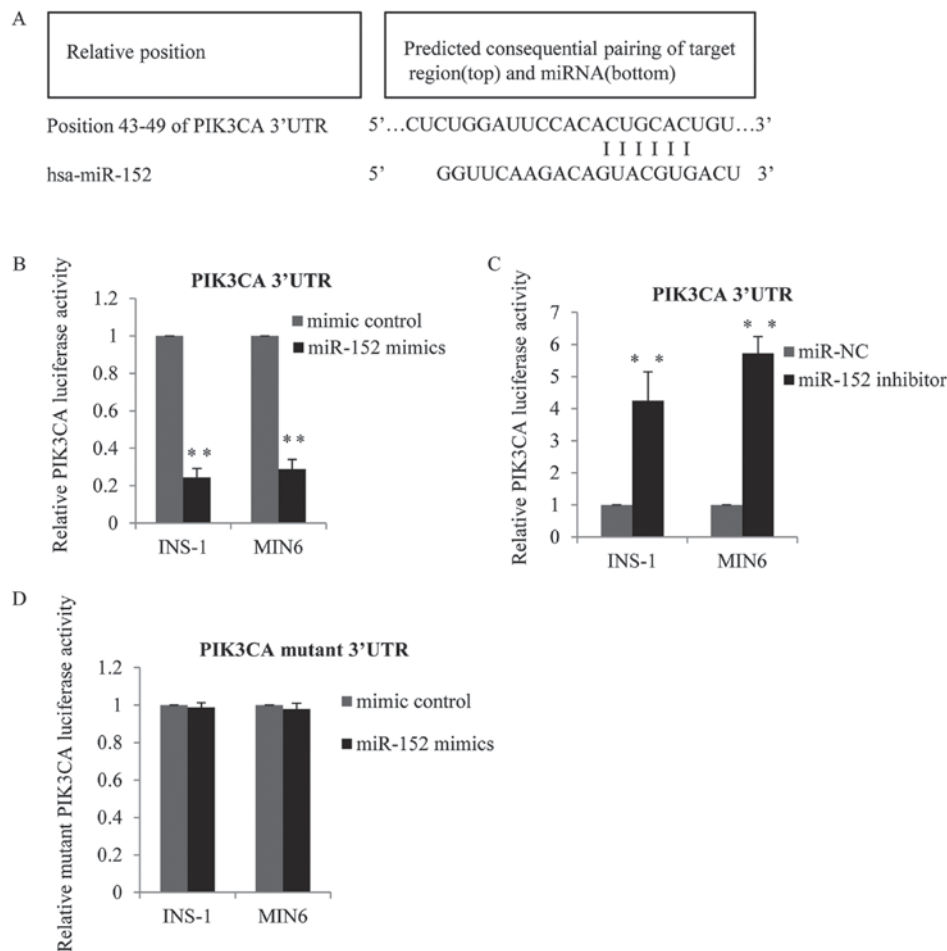 A
Relative position
Predicted consequential pairing of target
region(top) and miRNA(bottom)
Position 43-49 of PIK3CA 3’UTR 5’…CUCUGGAUUCCACACUGCACUGU…3’
I I I I I I
hsa-miR-152 5’ GGUUCAAGACAGUACGUGACU 3’
B
PIK3CA 3’UTR
Relative PIK3CA luciferase activity
1.2
1
0.8
0.6
0.4
0.2
0
mimic control
miR-152 mimics
**
**
INS-1 MIN6
C
PIK3CA 3’UTR
Relative PIK3CA luciferase activity
7
6
5
4
3
2
1
0
* *
* *
miR-NC
miR-152 inhibitor
INS-1 MIN6
D
PIK3CA mutant 3’UTR
Relative mutant PIK3CA luciferase activity
1.2
1
0.8
0.6
0.4
0.2
0
mimic control
miR-152 mimics
INS-1 MIN6